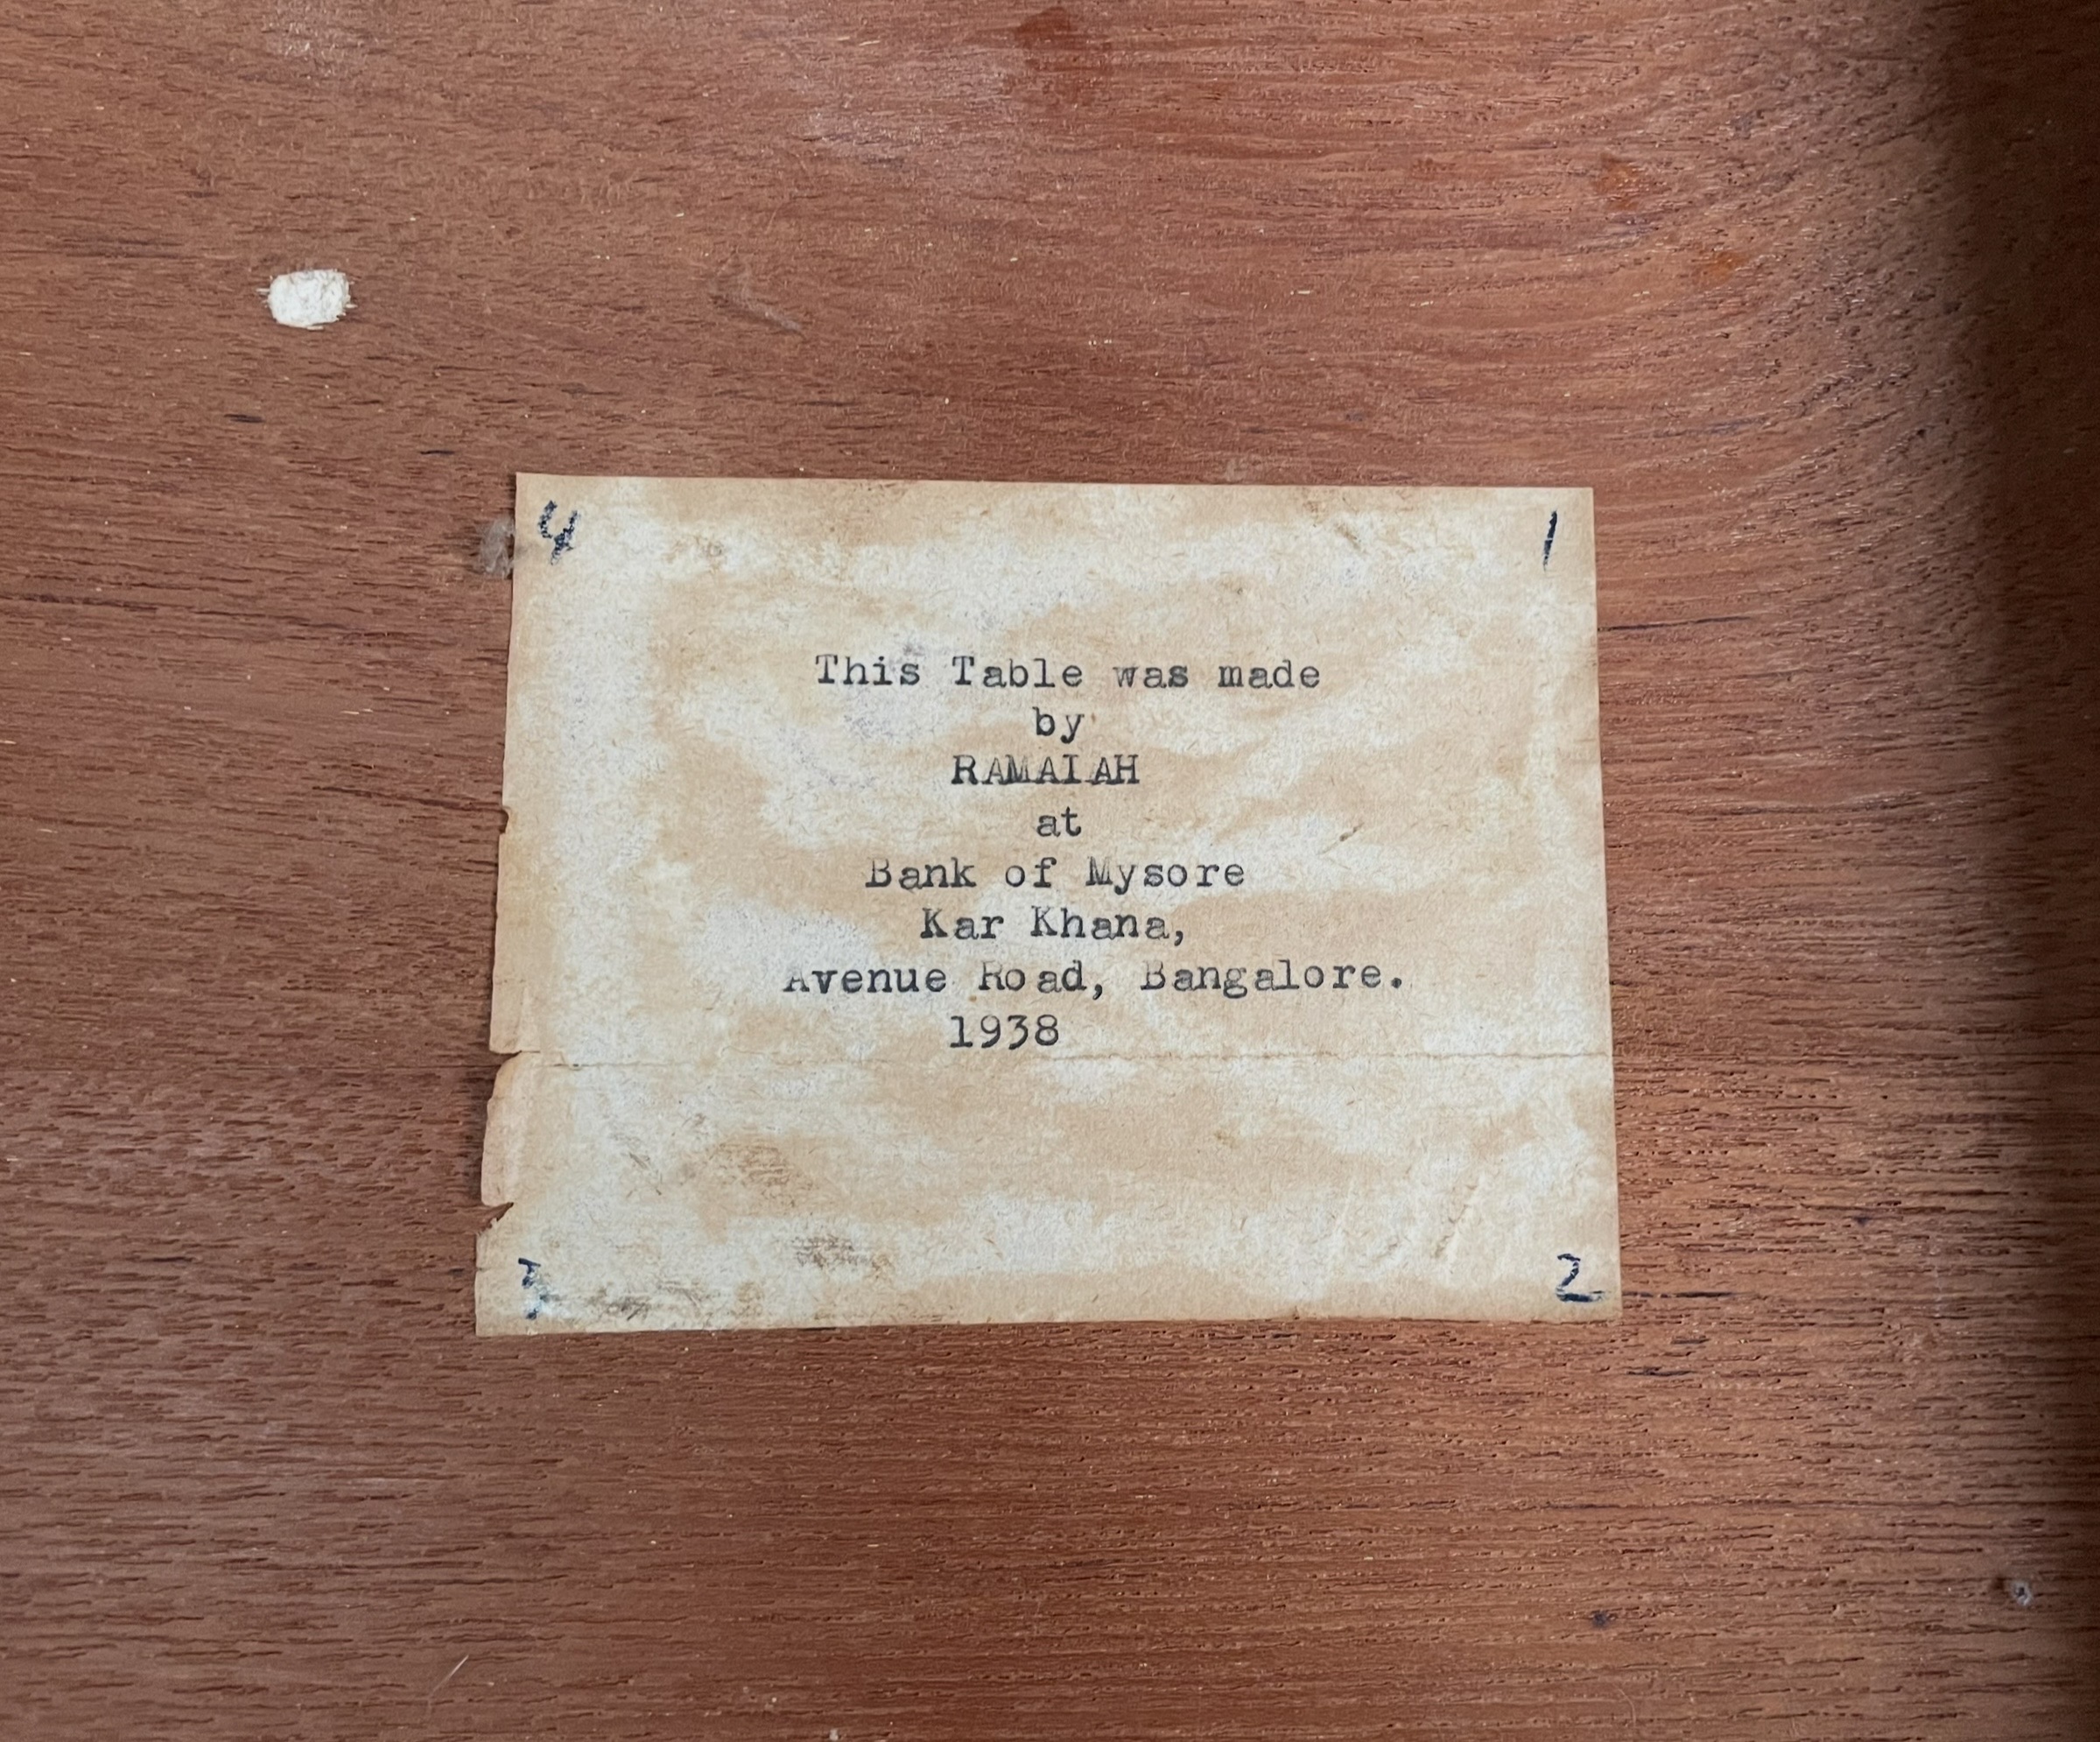 4 1
This Table was made
by
RAMAIAH
at
Bank of Mysore
Kar Khana,
Avenue Road, Bangalore.
1938
3 2